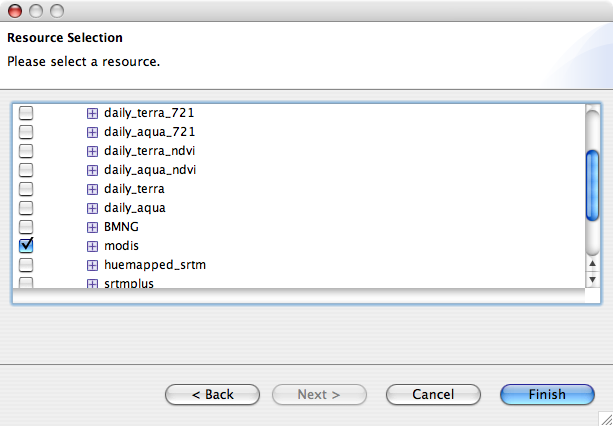 Resource Selection
Please select a resource.
daily_terra_721
daily_aqua_721
daily_terra_ndvi
daily_aqua_ndvi
daily_terra
daily_aqua
BMNG
modis
huemapped_srtm
srtmplus
< Back Next > Cancel Finish